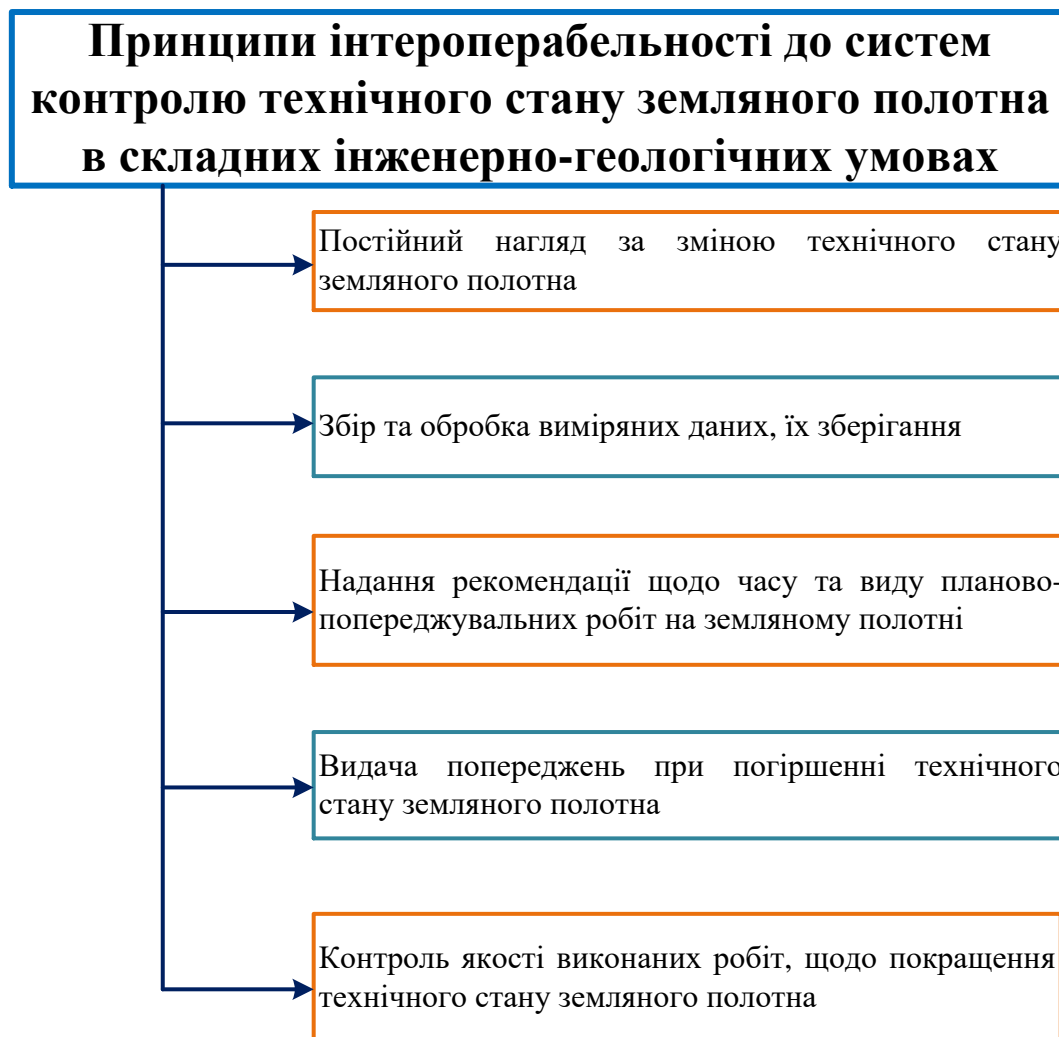 Принципи інтероперабельності до систем
контролю технічного стану земляного полотна
в складних інженерно-геологічних умовах
Постійний нагляд за зміною технічного стану
земляного полотна
Збір та обробка виміряних даних, їх зберігання
Надання рекомендації щодо часу та виду планово-
попереджувальних робіт на земляному полотні
Видача попереджень при погіршенні технічного
стану земляного полотна
Контроль якості виконаних робіт, щодо покращення
технічного стану земляного полотна